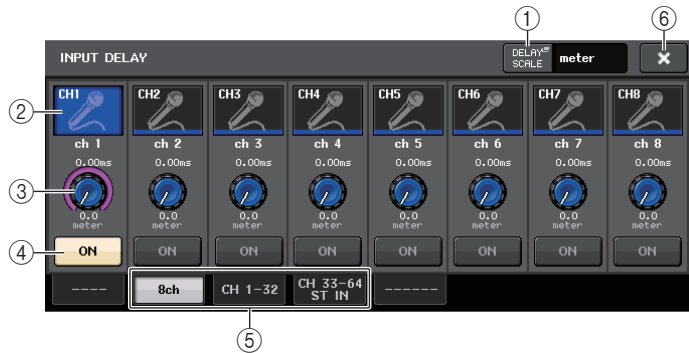 ① ⑥
INPUT DELAY
DELAY
SCALE
meter
②
CH1 CH2 CH3 CH4 CH5 CH6 CH7 CH8
ch 1 ch 2 ch 3 ch 4 ch 5 ch 6 ch 7 ch 8
0.00ms 0.00ms 0.00ms 0.00ms 0.00ms 0.00ms 0.00ms 0.00ms
③
0.0 0.0 0.0 0.0 0.0 0.0 0.0 0.0
meter meter meter meter meter meter meter meter
④
ON ON ON ON ON ON ON ON
---- 8ch CH 1-32 CH 33-64 ------
ST IN
⑤